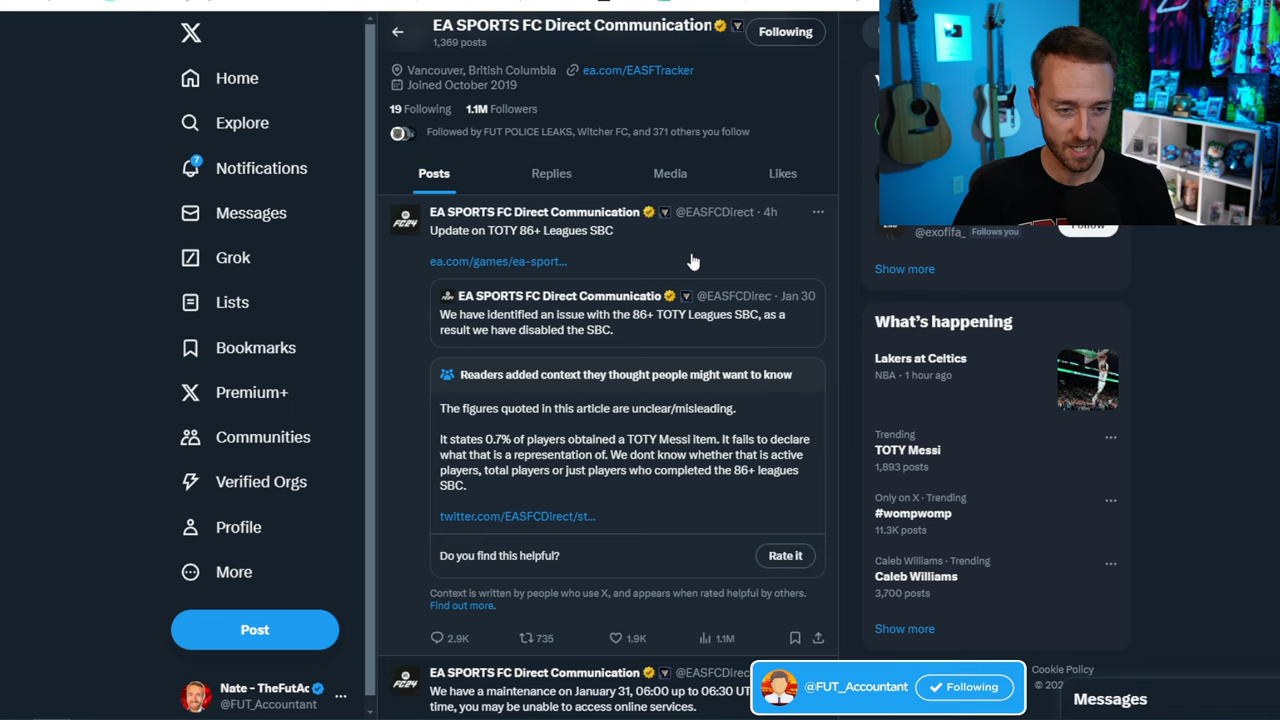 EA SPORTS FC Direct Communication
1,369 posts
Following
Vancouver, British Columbia ea.com/EASFTracker
Joined October 2019
19 Following 1.1M Followers
Followed by FUT POLICE LEAKS, Witcher FC, and 371 others you follow
Posts Replies Media Likes
Home
Explore
7
Notifications
Messages
Grok
Lists
Bookmarks
Premium+
Communities
Verified Orgs
Profile
More
Post
Nate - TheFutAc
@FUT_Accountant
FC24
EA SPORTS FC Direct Communication @EASFCDirect · 4h
Update on TOTY 86+ Leagues SBC
ea.com/games/ea-sport...
EA SPORTS FC Direct Communicatio @EASFCDirec · Jan 30
We have identified an issue with the 86+ TOTY Leagues SBC, as a
result we have disabled the SBC.
Readers added context they thought people might want to know
The figures quoted in this article are unclear/misleading.
It states 0.7% of players obtained a TOTY Messi item. It fails to declare
what that is a representation of. We dont know whether that is active
players, total players or just players who completed the 86+ leagues
SBC.
twitter.com/EASFCDirect/st...
Do you find this helpful? Rate it
Context is written by people who use X, and appears when rated helpful by others.
Find out more.
2.9K 735 1.9K 1.1M
FC24
EA SPORTS FC Direct Communication @EASFCDirec
We have a maintenance on January 31, 06:00 up to 06:30 UT
time, you may be unable to access online services.
@exofifa_ Follows you
Show more
What's happening
Lakers at Celtics
NBA · 1 hour ago
Trending
TOTY Messi
1,893 posts
Only on X · Trending
#wompwomp
11.3K posts
Caleb Williams · Trending
Caleb Williams
3,700 posts
Show more
Cookie Policy
@FUT_Accountant Following
Messages